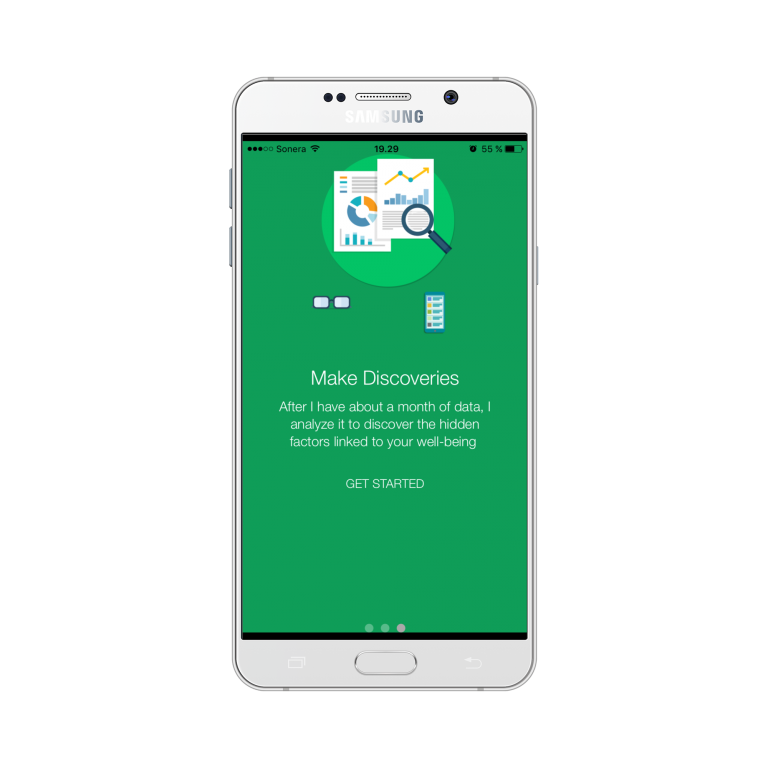 SAMSUNG
Sonera 19.29 55 %
Make Discoveries
After I have about a month of data, I
analyze it to discover the hidden
factors linked to your well-being
GET STARTED